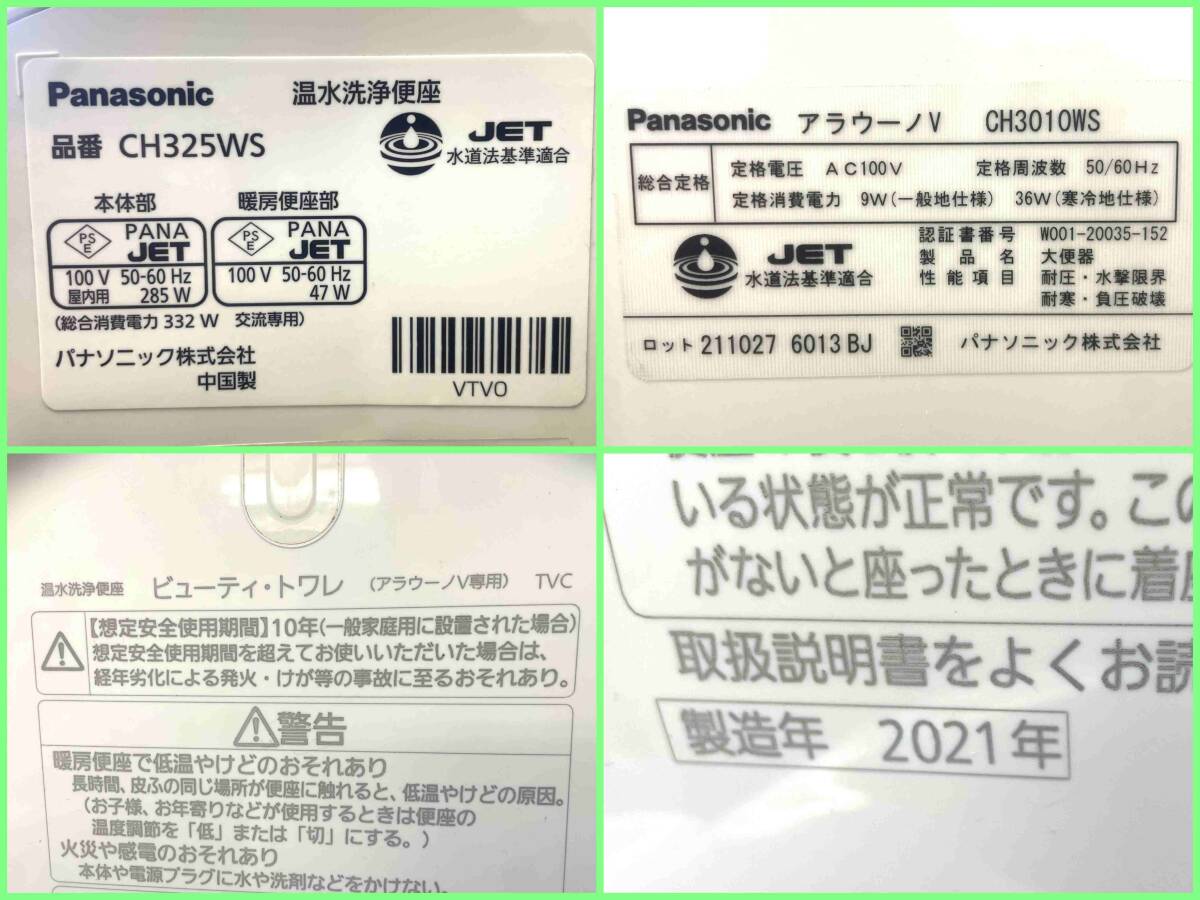 Panasonic 温水洗浄便座
品番 CH325WS
JET
水道法基準適合
本体部 暖房便座部
PSE PANA JET
100V 50-60Hz
屋内用 285W
PSE PANA JET
100V 50-60Hz
47W
(総合消費電力 332W 交流専用)
パナソニック株式会社
中国製
VTVO
Panasonic アラウーノV CH3010WS
総合定格
定格電圧 AC100V 定格周波数 50/60Hz
定格消費電力 9W(一般地仕様) 36W(寒冷地仕様)
JET
水道法基準適合
認証書番号 W001-20035-152
製品名 大便器
性能項目 耐圧・水撃限界
耐寒・負圧破壊
ロット 211027 6013BJ パナソニック株式会社
温水洗浄便座 ビューティ・トワレ (アラウーノV専用) TVC
【想定安全使用期間】10年(一般家庭用に設置された場合)
想定安全使用期間を超えてお使いいただいた場合は、
経年劣化による発火・けが等の事故に至るおそれあり。
警告
暖房便座で低温やけどのおそれあり
長時間、皮ふの同じ場所が便座に触れると、低温やけどの原因。
(お子様、お年寄りなどが使用するときは便座の
温度調節を「低」または「切」にする。)
火災や感電のおそれあり
本体や電源プラグに水や洗剤などをかけない。
いる状態が正常です。この
がないと座ったときに着座
取扱説明書をよくお読
製造年 2021年